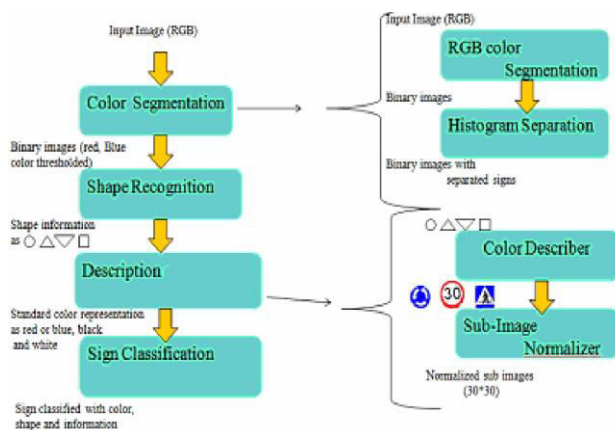 Input Image (RGB)
Color Segmentation
Binary images (red, Blue
color thresholded)
Shape Recognition
Shape information
as
Description
Standard color representation
as red or blue, black
and white
Sign Classification
Sign classified with color,
shape and information
Input Image (RGB)
RGB color
Segmentation
Binary images
Histogram Separation
Binary images with
separated signs
Color Describer
30
Sub-Image
Normalizer
Normalized sub images
(30*30)